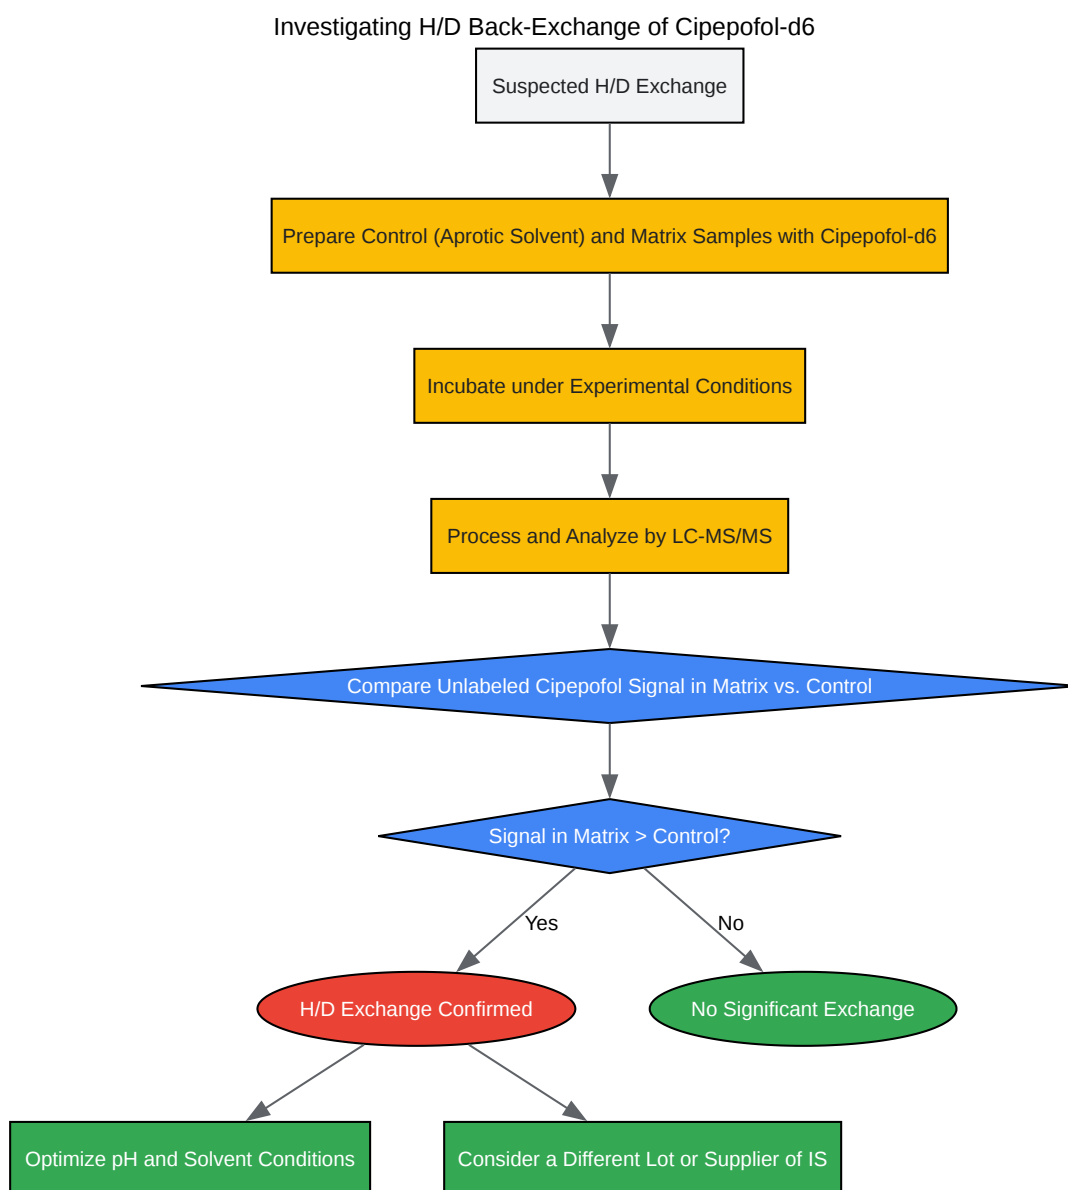 Investigating H/D Back-Exchange of Cipepofol-d6
Suspected H/D Exchange
Prepare Control (Aprotic Solvent) and Matrix Samples with Cipepofol-d6
Incubate under Experimental Conditions
Process and Analyze by LC-MS/MS
Compare Unlabeled Cipepofol Signal in Matrix vs. Control
Signal in Matrix > Control?
Yes
No
H/D Exchange Confirmed
No Significant Exchange
Optimize pH and Solvent Conditions
Consider a Different Lot or Supplier of IS